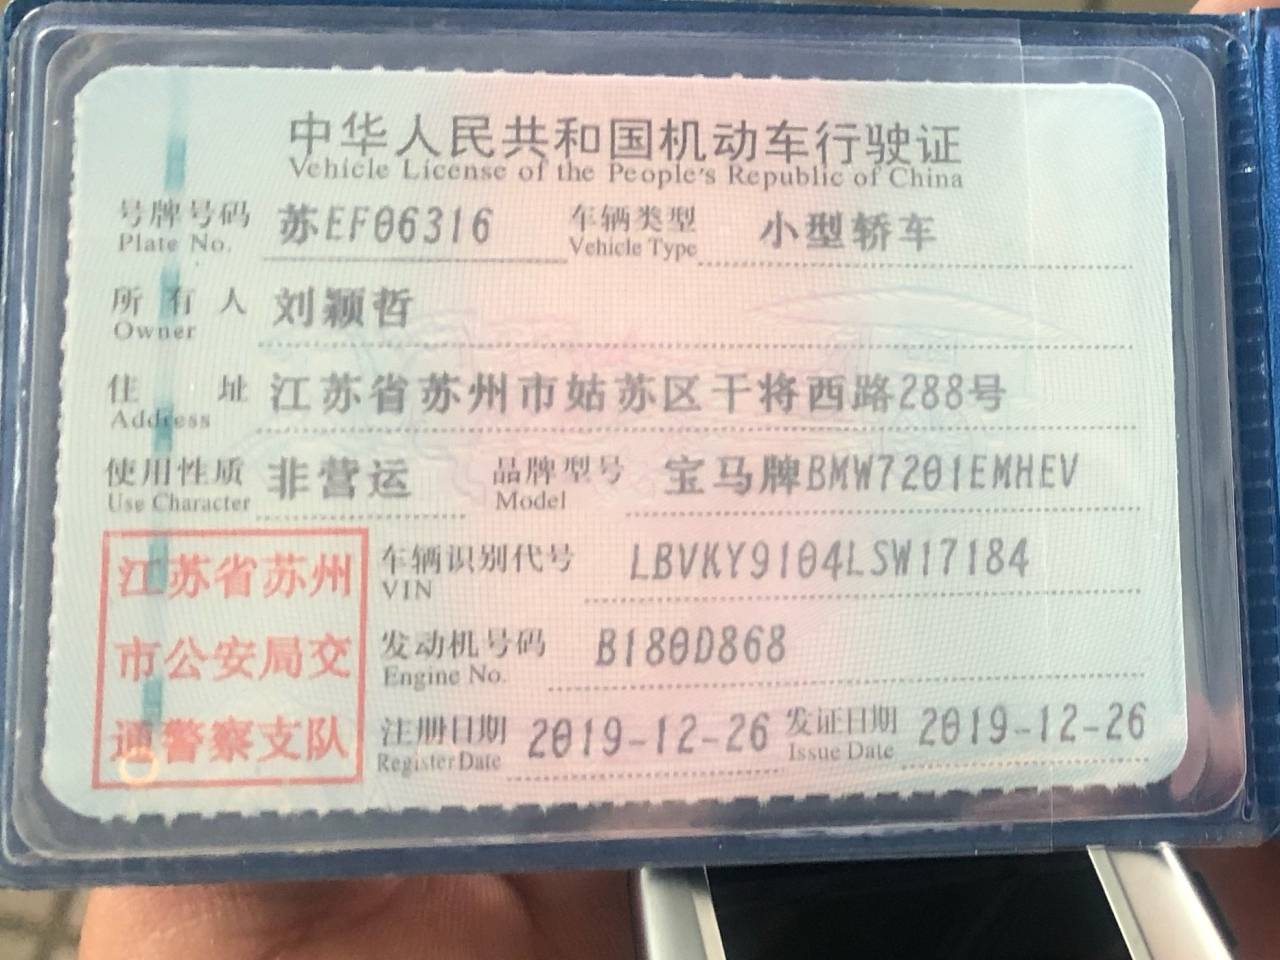 中华人民共和国机动车行驶证
Vehicle License of the People's Republic of China
号牌号码 苏EF06316 车辆类型 小型轿车
Plate No. Vehicle Type
所有人 刘颖哲
Owner
住址 江苏省苏州市姑苏区干将西路288号
Address
使用性质 非营运 品牌型号 宝马牌BMW7201EMHEV
Use Character Model
江苏省苏州
市公安局交
通警察支队
车辆识别代号 LBVKY9104LSW17184
VIN
发动机号码 B180D868
Engine No.
注册日期 2019-12-26 发证日期 2019-12-26
Register Date Issue Date